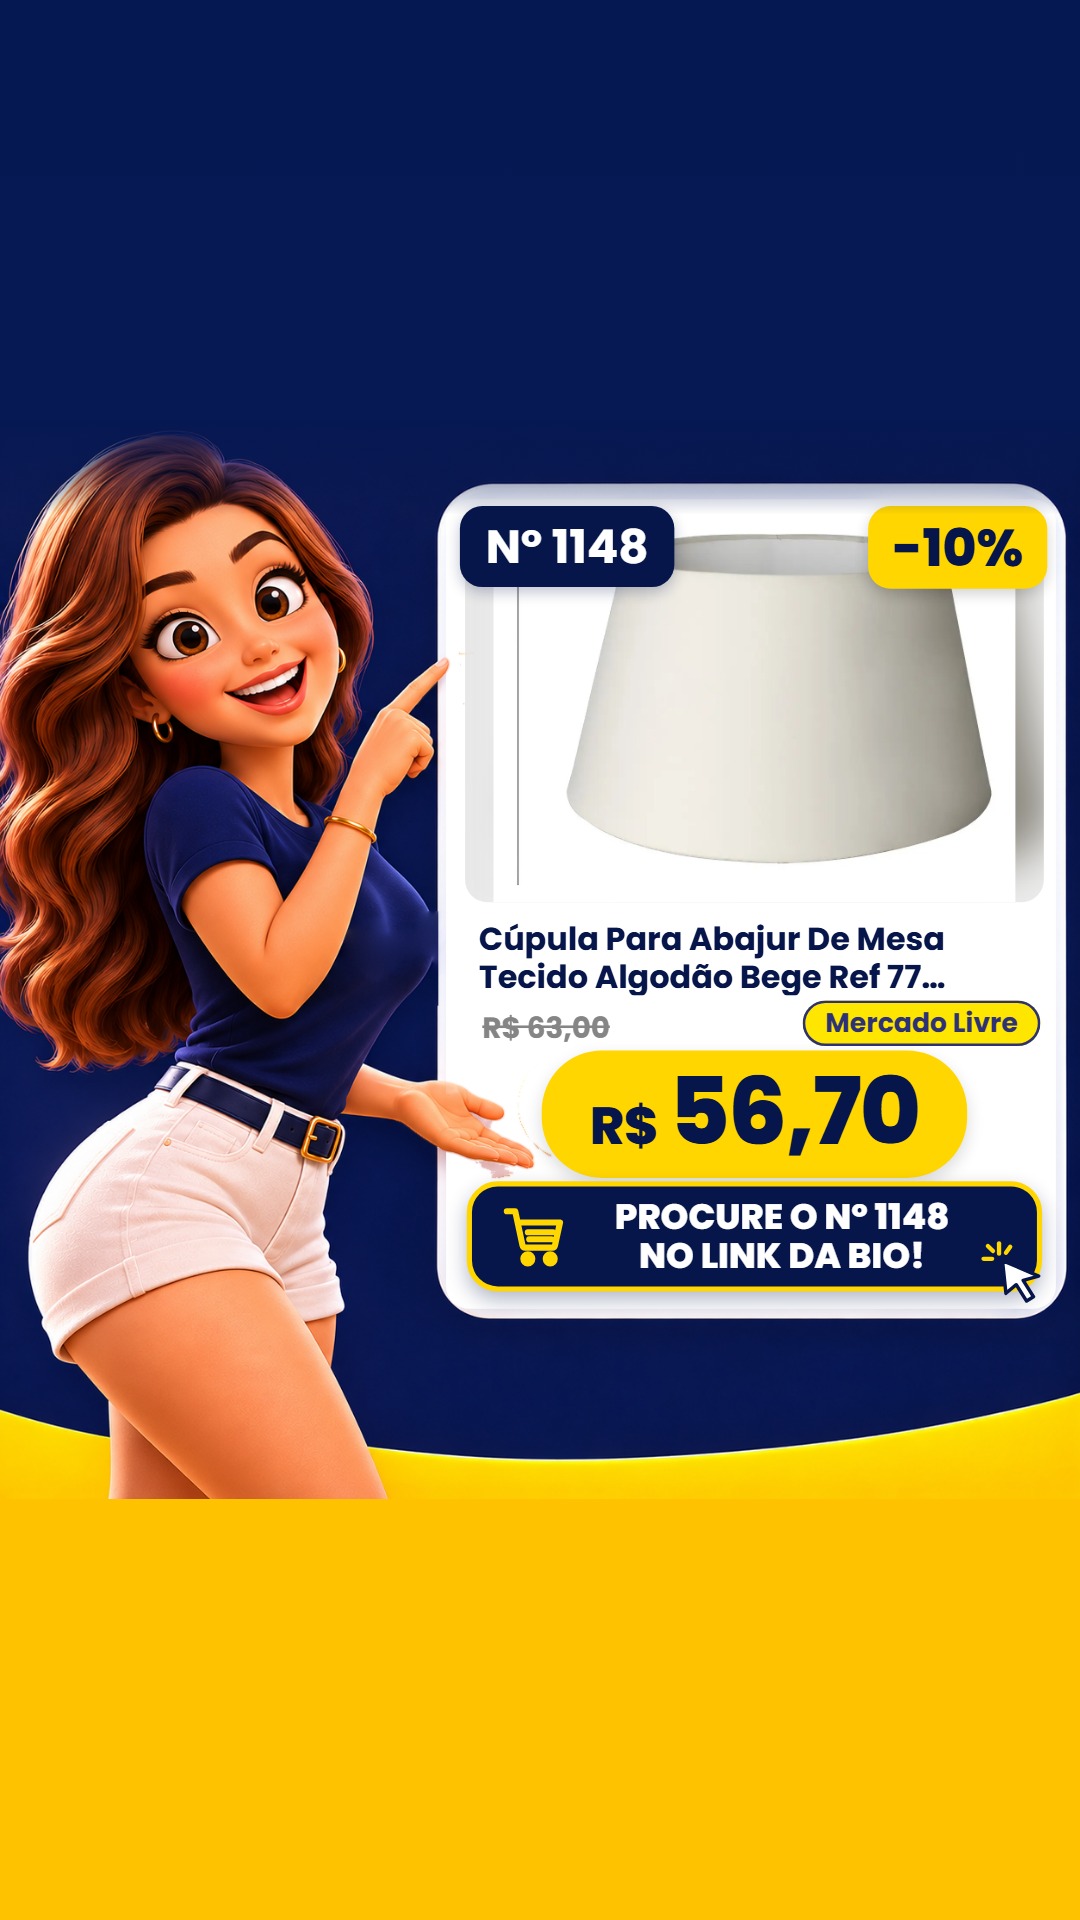 Nº 1148
-10%
Cúpula Para Abajur De Mesa
Tecido Algodão Bege Ref 77...
R$ 63,00
Mercado Livre
R$ 56,70
PROCURE O Nº 1148
NO LINK DA BIO!